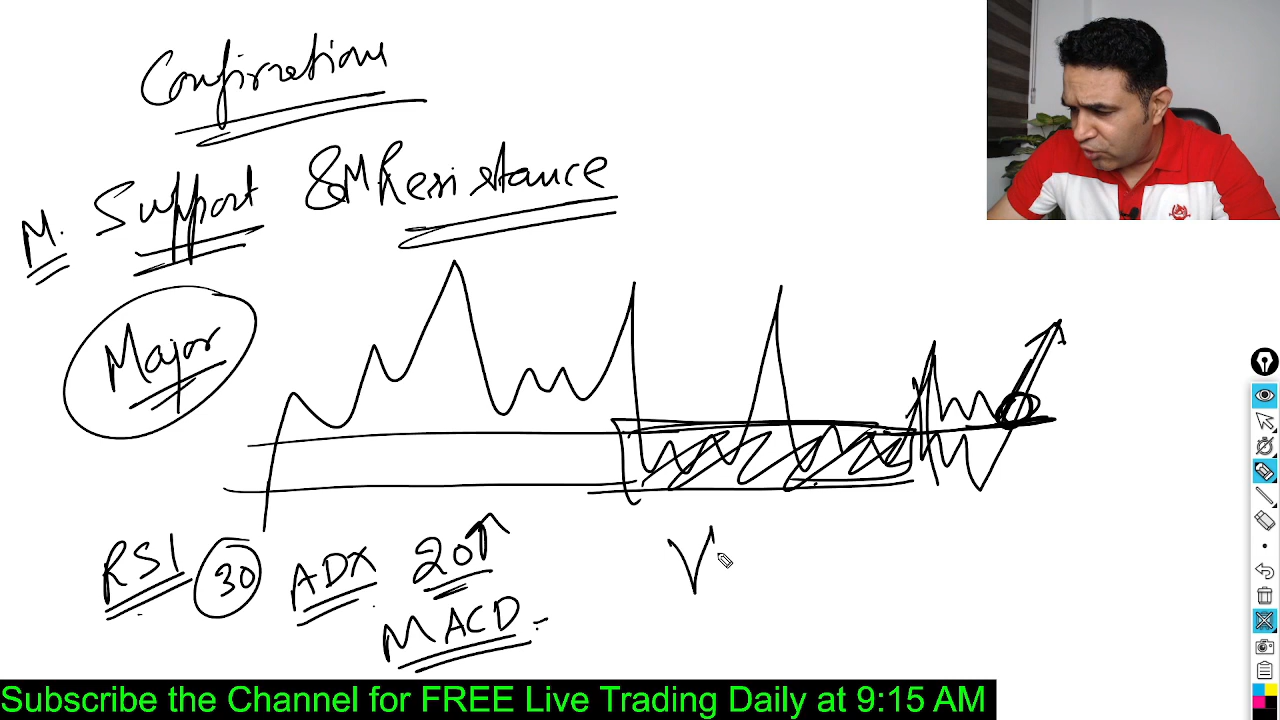 Confirzations
M. Support & M Resistance
Major
RSI 30 ADX 20↑
MACD
V
Subscribe the Channel for FREE Live Trading Daily at 9:15 AM